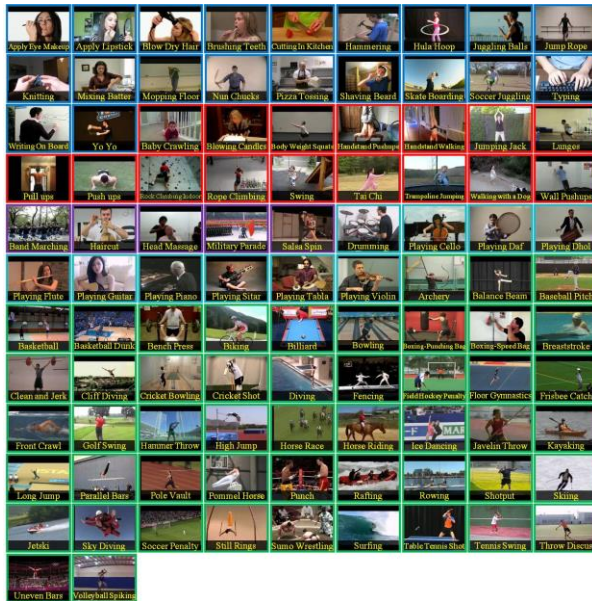 Apply Eye Makeup Apply Lipstick Blow Dry Hair Brushing Teeth Cutting In Kitchen Hammering Hula Hoop Juggling Balls Jump Rope
Knitting Mixing Batter Mopping Floor Nun Chucks Pizza Tossing Shaving Beard Skate Boarding Soccer Juggling Typing
Writing On Board Yo Yo Baby Crawling Blowing Candles Body Weight Squats Handstand Pushups Handstand Walking Jumping Jack Lunges
Pull ups Push ups Rock Climbing Indoor Rope Climbing Swing Tai Chi Trampoline Jumping Walking with a Dog Wall Pushups
Band Marching Haircut Head Massage Military Parade Salsa Spin Drumming Playing Cello Playing Daf Playing Dhol
Playing Flute Playing Guitar Playing Piano Playing Sitar Playing Tabla Playing Violin Archery Balance Beam Baseball Pitch
Basketball Basketball Dunk Bench Press Biking Billiard Bowling Boxing-Punching Bag Boxing-Speed Bag Breaststroke
Clean and Jerk Cliff Diving Cricket Bowling Cricket Shot Diving Fencing Field Hockey Penalty Floor Gymnastics Frisbee Catch
Front Crawl Golf Swing Hammer Throw High Jump Horse Race Horse Riding Ice Dancing Javelin Throw Kayaking
Long Jump Parallel Bars Pole Vault Pommel Horse Punch Rafting Rowing Shotput Skiing
Jetski Sky Diving Soccer Penalty Still Rings Sumo Wrestling Surfing Table Tennis Shot Tennis Swing Throw Discus
Uneven Bars Volleyball Spiking